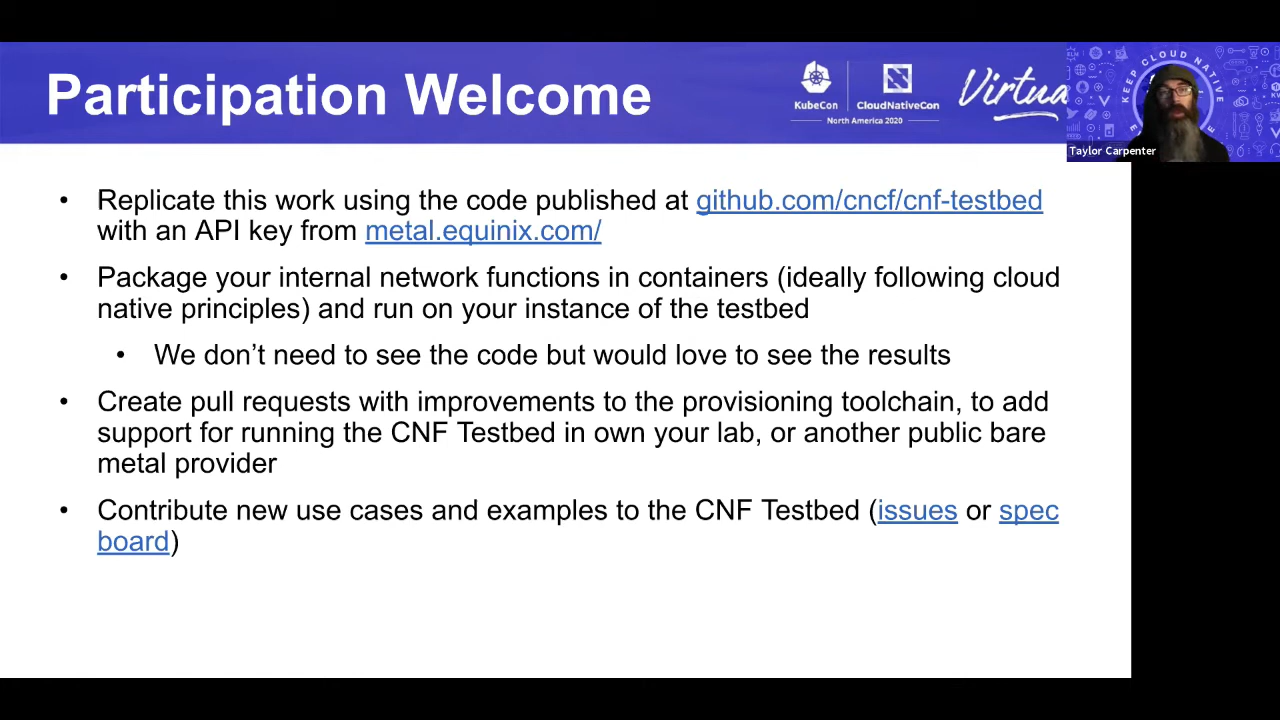 Participation Welcome
KubeCon
CloudNativeCon
North America 2020
Virtua
KEEP CLOUD NATIVE
Taylor Carpenter
• Replicate this work using the code published at github.com/cncf/cnf-testbed
with an API key from metal.equinix.com/
• Package your internal network functions in containers (ideally following cloud
native principles) and run on your instance of the testbed
• We don’t need to see the code but would love to see the results
• Create pull requests with improvements to the provisioning toolchain, to add
support for running the CNF Testbed in own your lab, or another public bare
metal provider
• Contribute new use cases and examples to the CNF Testbed (issues or spec
board)